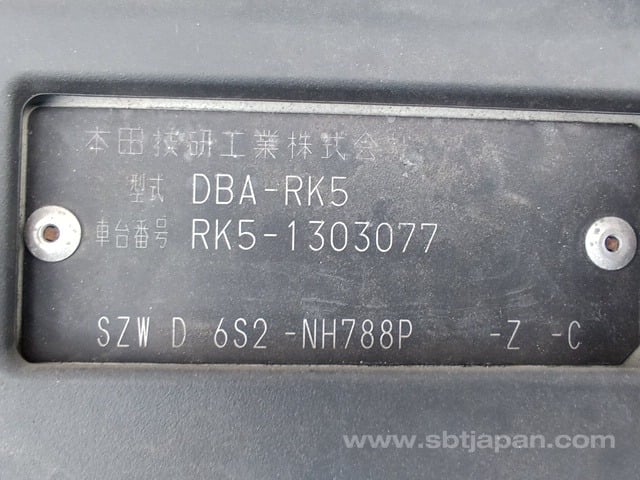 本田技研工業株式会社
型式 DBA-RK5
車台番号 RK5-1303077
SZW D 6S2 -NH788P -Z -C
www.sbtjapan.com